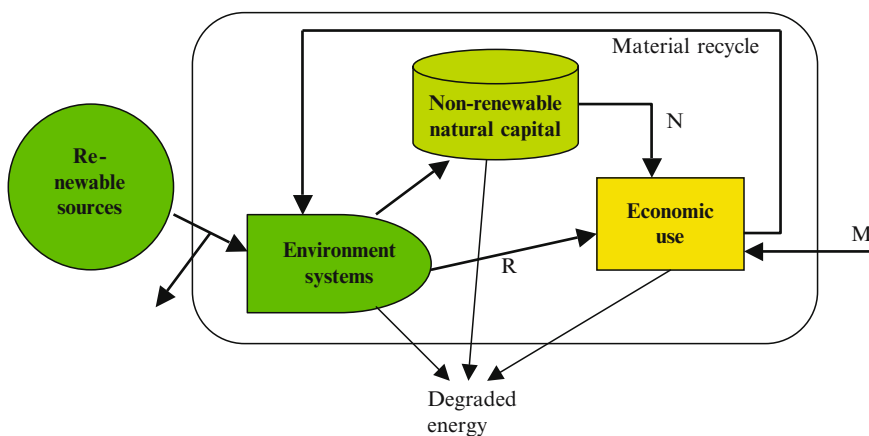 Material recycle
Non-renewable
natural capital
N
Re-
newable
sources
Economic
use
M
Environment
systems
R
Degraded
energy